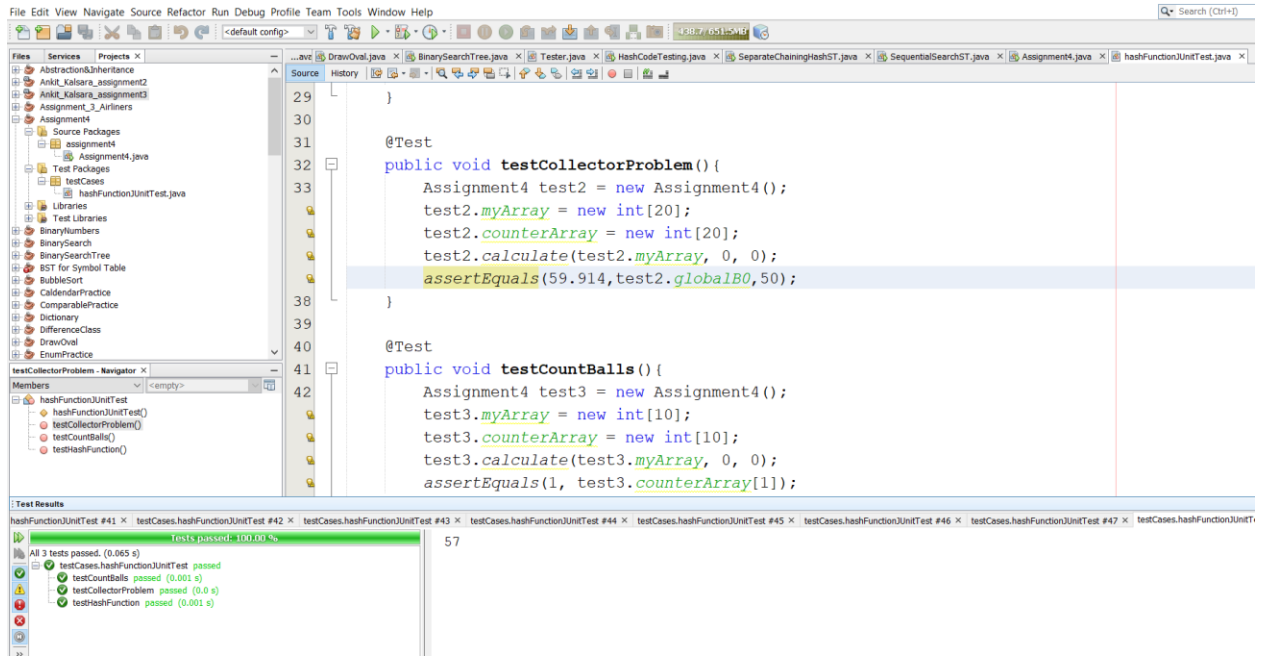 File Edit View Navigate Source Refactor Run Debug Profile Team Tools Window Help
Search (Ctrl+I)
<default config>
438.7/651.5MB
Files Services Projects
...ava DrawOval.java BinarySearchTree.java Tester.java HashCodeTesting.java SeparateChainingHashST.java SequentialSearchST.java Assignment4.java hashFunctionJUnitTest.java
Source History
Abstraction&Inheritance
Ankit_Kalsara_assignment2
Ankit_Kalsara_assignment3
Assignment_3_Airliners
Assignment4
Source Packages
assignment4
Assignment4.java
Test Packages
testCases
hashFunctionJUnitTest.java
Libraries
Test Libraries
BinaryNumbers
BinarySearch
BinarySearchTree
BST for Symbol Table
BubbleSort
CaldendarPractice
ComparablePractice
Dictionary
DifferenceClass
DrawOval
EnumPractice
testCollectorProblem - Navigator
Members <empty>
hashFunctionJUnitTest
hashFunctionJUnitTest()
testCollectorProblem()
testCountBalls()
testHashFunction()
29 }
30
31 @Test
32 public void testCollectorProblem(){
33 Assignment4 test2 = new Assignment4();
test2.myArray = new int[20];
test2.counterArray = new int[20];
test2.calculate(test2.myArray, 0, 0);
assertEquals(59.914,test2.globalB0,50);
38 }
39
40 @Test
41 public void testCountBalls(){
42 Assignment4 test3 = new Assignment4();
test3.myArray = new int[10];
test3.counterArray = new int[10];
test3.calculate(test3.myArray, 0, 0);
assertEquals(1, test3.counterArray[1]);
Test Results
hashFunctionJUnitTest #41 testCases.hashFunctionJUnitTest #42 testCases.hashFunctionJUnitTest #43 testCases.hashFunctionJUnitTest #44 testCases.hashFunctionJUnitTest #45 testCases.hashFunctionJUnitTest #46 testCases.hashFunctionJUnitTest #47 testCases.hashFunctionJUnitT
Tests passed: 100.00 %
All 3 tests passed. (0.065 s)
testCases.hashFunctionJUnitTest passed
testCountBalls passed (0.001 s)
testCollectorProblem passed (0.0 s)
testHashFunction passed (0.001 s)
57